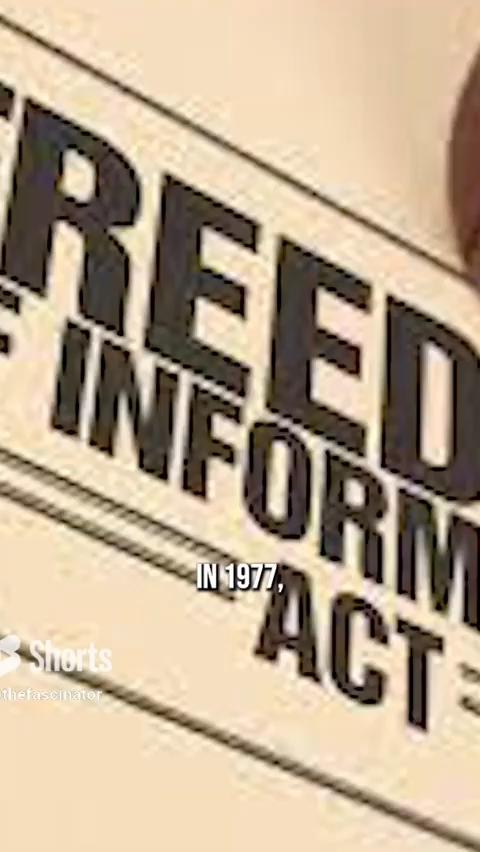 REED
F INFORM
ACT
IN 1977,
Shorts
thefascinator